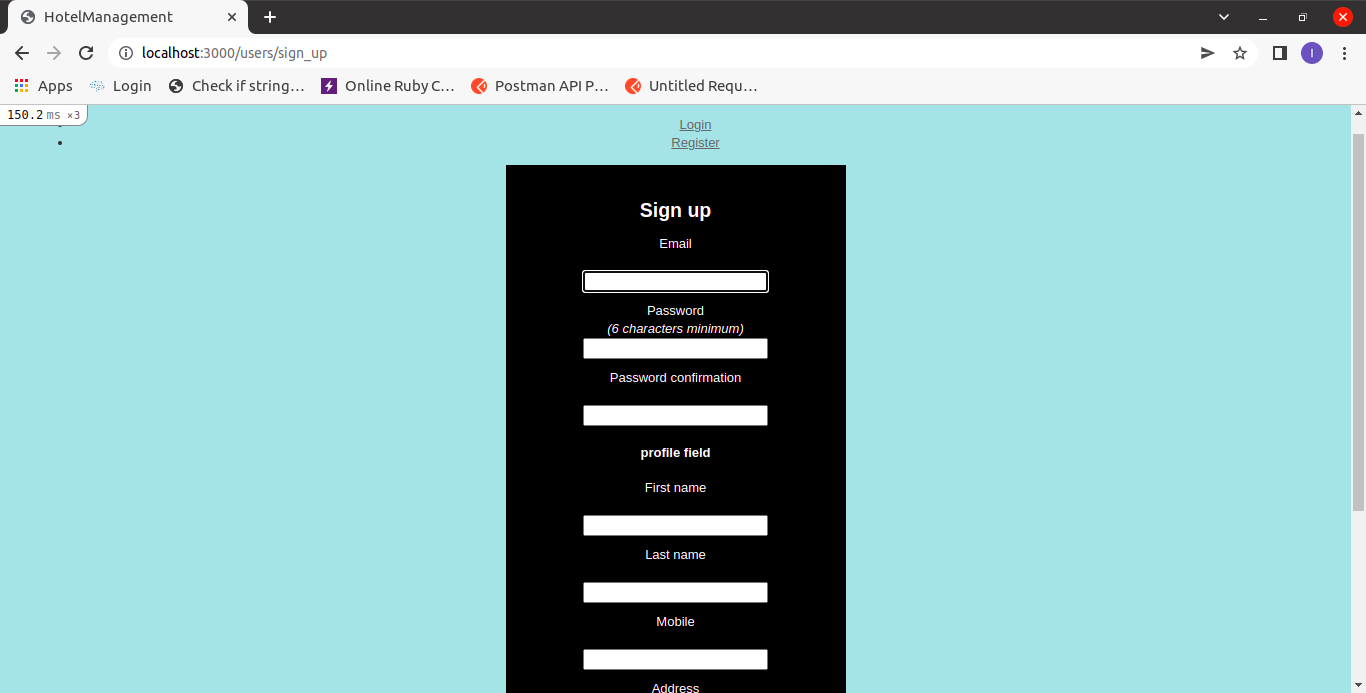 HotelManagement
localhost:3000/users/sign_up
I
Apps Login Check if string... Online Ruby C... Postman API P... Untitled Requ...
150.2 ms ×3
Login
Register
Sign up
Email
Password
(6 characters minimum)
Password confirmation
profile field
First name
Last name
Mobile
Address